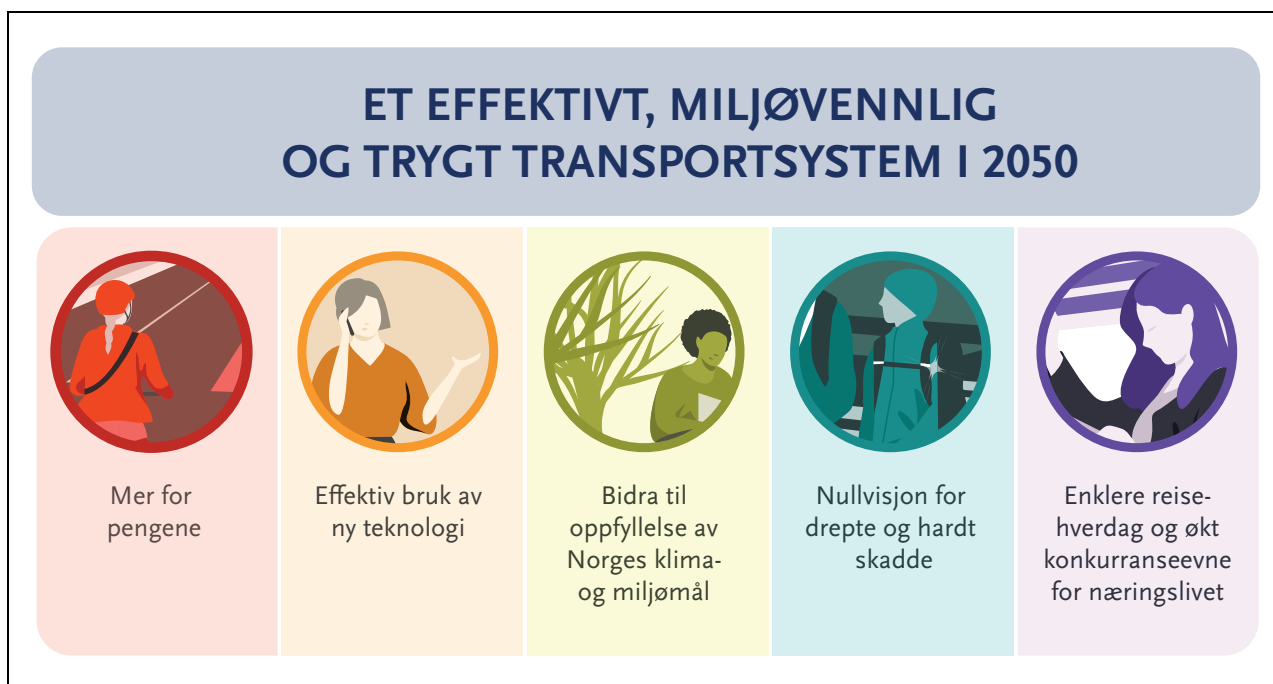 ET EFFEKTIVT, MILJØVENNLIG
OG TRYGT TRANSPORTSYSTEM I 2050
Mer for
pengene
Effektiv bruk av
ny teknologi
Bidra til
oppfyllelse av
Norges klima-
og miljømål
Nullvisjon for
drepte og hardt
skadde
Enklere reise-
hverdag og økt
konkurranseevne
for næringslivet